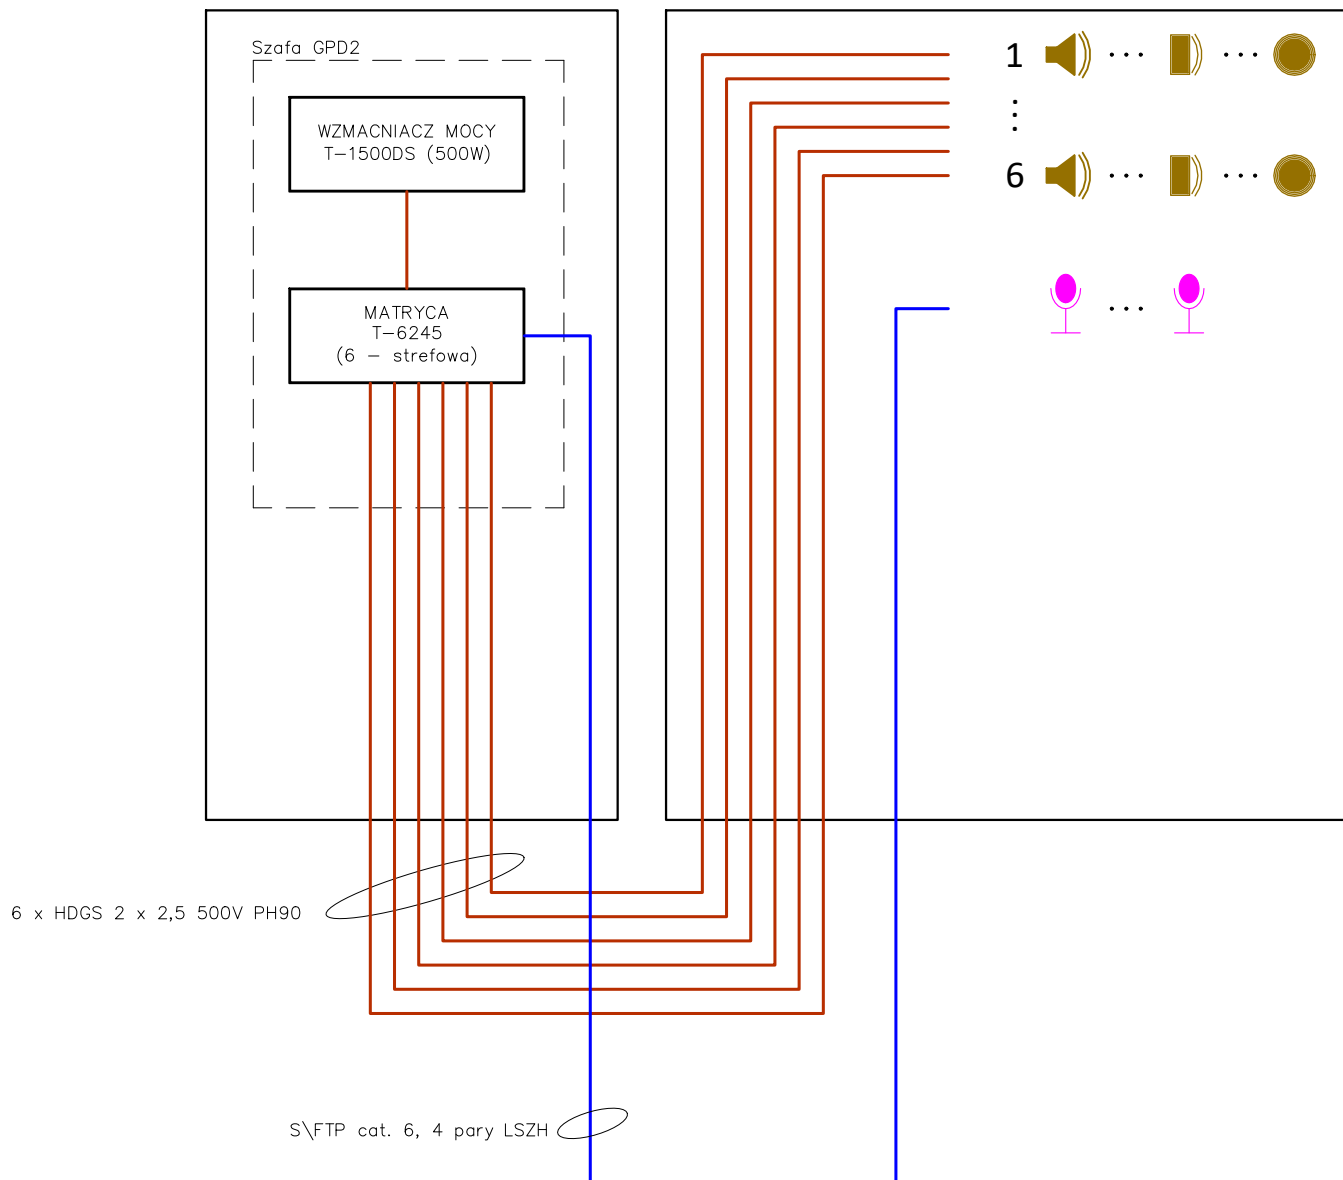 Szafa GPD2
WZMACNIACZ MOCY
T-1500DS (500W)
MATRYCA
T-6245
(6 - strefowa)
1
6
6 x HDGS 2 x 2,5 500V PH90
S\FTP cat. 6, 4 pary LSZH